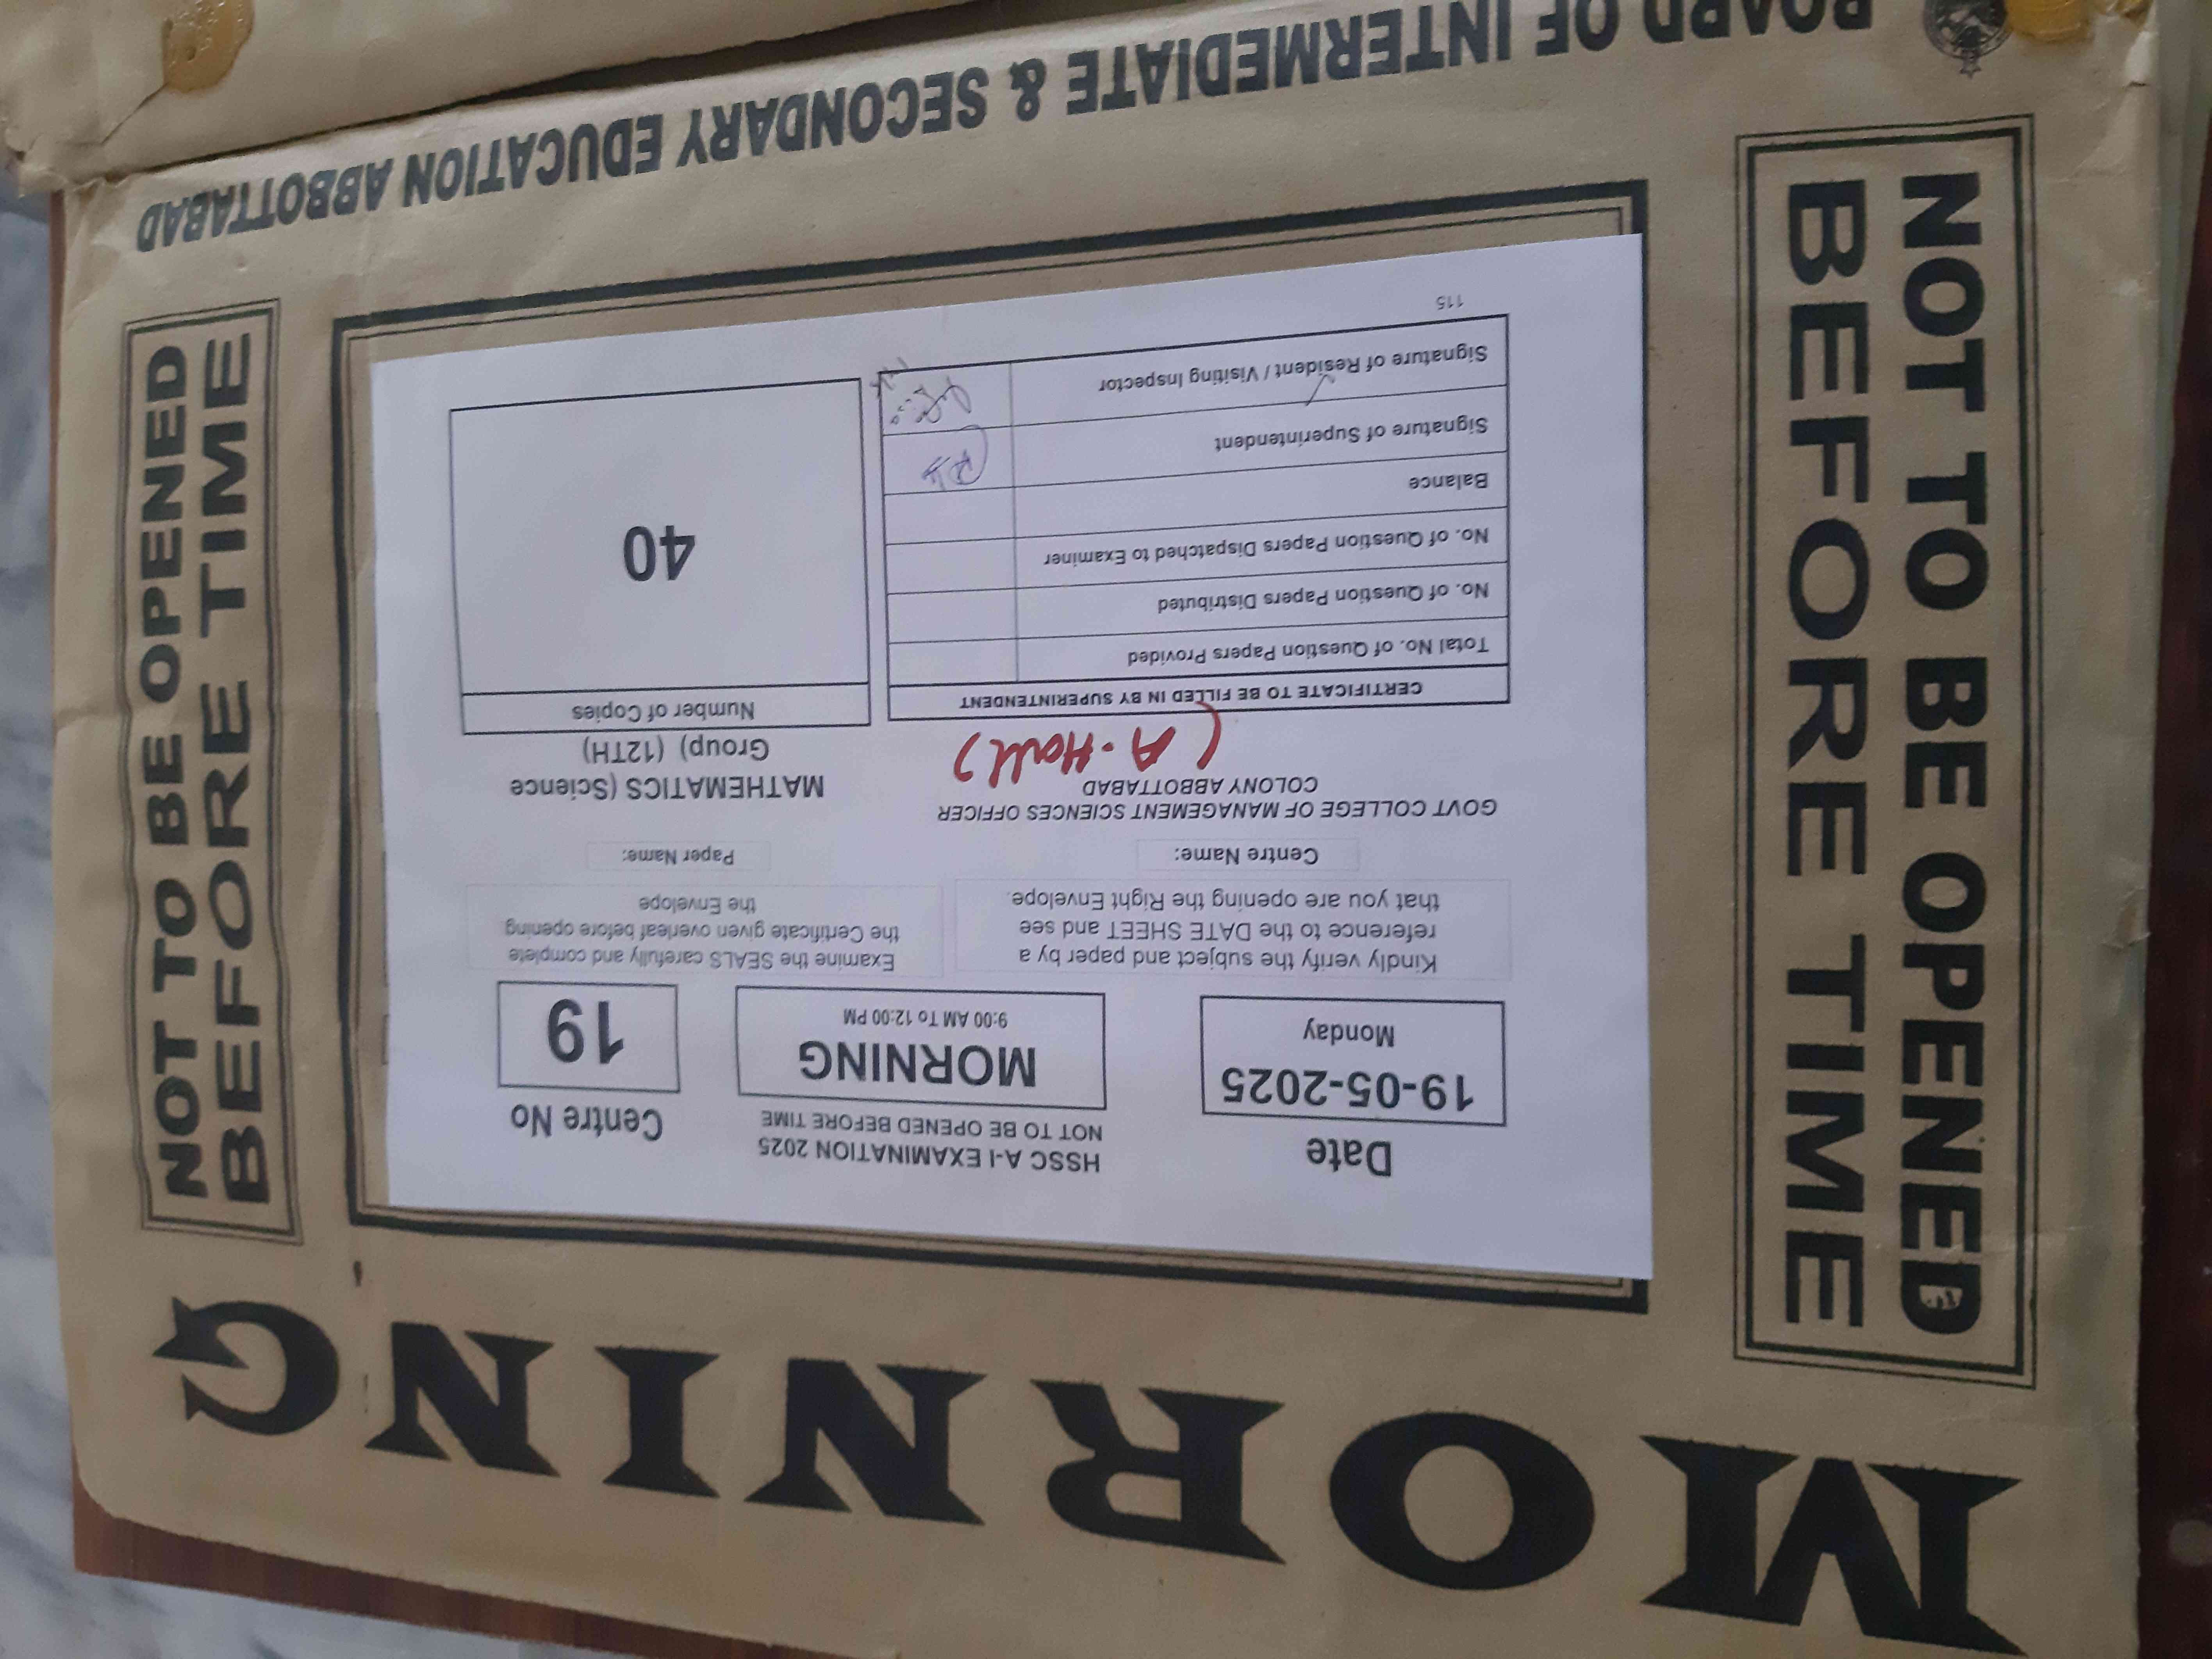 BOARD OF INTERMEDIATE & SECONDARY EDUCATION ABBOTTABAD
MORNING
NOT TO BE OPENED
BEFORE TIME
NOT TO BE OPENED
BEFORE TIME
Date
19-05-2025
Monday
HSSC A-I EXAMINATION 2025
NOT TO BE OPENED BEFORE TIME
MORNING
9:00 AM To 12:00 PM
Centre No
19
Kindly verify the subject and paper by a
reference to the DATE SHEET and see
that you are opening the Right Envelope.
Examine the SEALS carefully and complete
the Certificate given overleaf before opening
the Envelope
Centre Name:
GOVT COLLEGE OF MANAGEMENT SCIENCES OFFICER
COLONY ABBOTTABAD
(A-Hall)
Paper Name:
MATHEMATICS (Science
Group) (12TH)
CERTIFICATE TO BE FILLED IN BY SUPERINTENDENT
Total No. of Question Papers Provided
No. of Question Papers Distributed
No. of Question Papers Dispatched to Examiner
Balance
Signature of Superintendent
Signature of Resident / Visiting Inspector
Number of Copies
40
115